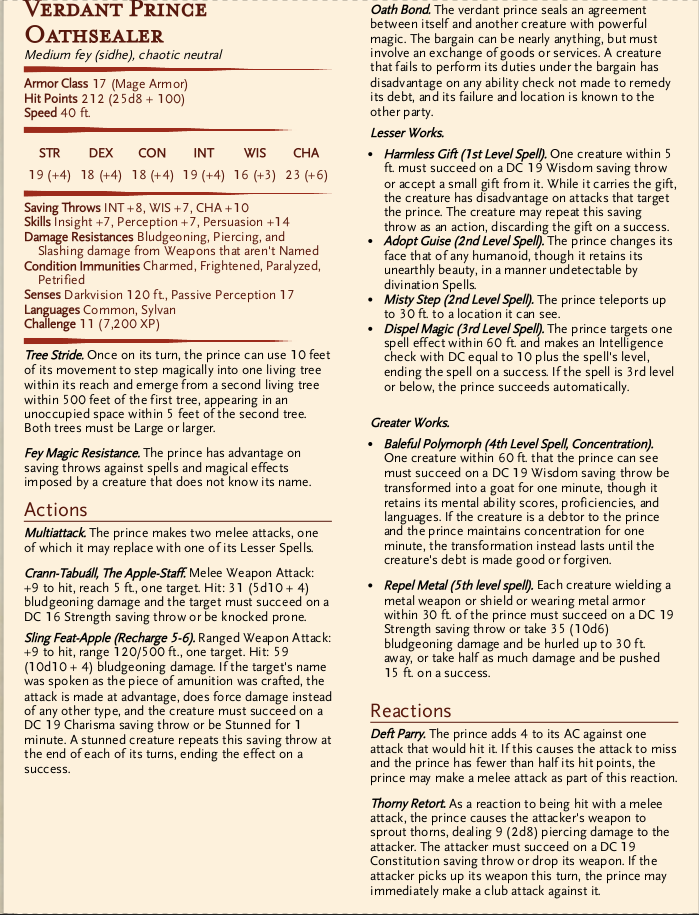 Verdant Prince
Oathsealer
Medium fey (sidhe), chaotic neutral
Armor Class 17 (Mage Armor)
Hit Points 212 (25d8 + 100)
Speed 40 ft.
STR DEX CON INT WIS CHA
19 (+4) 18 (+4) 18 (+4) 19 (+4) 16 (+3) 23 (+6)
Saving Throws INT +8, WIS +7, CHA +10
Skills Insight +7, Perception +7, Persuasion +14
Damage Resistances Bludgeoning, Piercing, and
Slashing damage from Weapons that aren't Named
Condition Immunities Charmed, Frightened, Paralyzed,
Petrified
Senses Darkvision 120 ft., Passive Perception 17
Languages Common, Sylvan
Challenge 11 (7,200 XP)
Tree Stride. Once on its turn, the prince can use 10 feet
of its movement to step magically into one living tree
within its reach and emerge from a second living tree
within 500 feet of the first tree, appearing in an
unoccupied space within 5 feet of the second tree.
Both trees must be Large or larger.
Fey Magic Resistance. The prince has advantage on
saving throws against spells and magical effects
imposed by a creature that does not know its name.
Actions
Multiattack. The prince makes two melee attacks, one
of which it may replace with one of its Lesser Spells.
Crann-Tabuáll, The Apple-Staff. Melee Weapon Attack:
+9 to hit, reach 5 ft., one target. Hit: 31 (5d10 + 4)
bludgeoning damage and the target must succeed on a
DC 16 Strength saving throw or be knocked prone.
Sling Feat-Apple (Recharge 5-6). Ranged Weapon Attack:
+9 to hit, range 120/500 ft., one target. Hit: 59
(10d10 + 4) bludgeoning damage. If the target's name
was spoken as the piece of amunition was crafted, the
attack is made at advantage, does force damage instead
of any other type, and the creature must succeed on a
DC 19 Charisma saving throw or be Stunned for 1
minute. A stunned creature repeats this saving throw at
the end of each of its turns, ending the effect on a
success.
Oath Bond. The verdant prince seals an agreement
between itself and another creature with powerful
magic. The bargain can be nearly anything, but must
involve an exchange of goods or services. A creature
that fails to perform its duties under the bargain has
disadvantage on any ability check not made to remedy
its debt, and its failure and location is known to the
other party.
Lesser Works.
• Harmless Gift (1st Level Spell). One creature within 5
ft. must succeed on a DC 19 Wisdom saving throw
or accept a small gift from it. While it carries the gift,
the creature has disadvantage on attacks that target
the prince. The creature may repeat this saving
throw as an action, discarding the gift on a success.
• Adopt Guise (2nd Level Spell). The prince changes its
face that of any humanoid, though it retains its
unearthly beauty, in a manner undetectable by
divination Spells.
• Misty Step (2nd Level Spell). The prince teleports up
to 30 ft. to a location it can see.
• Dispel Magic (3rd Level Spell). The prince targets one
spell effect within 60 ft. and makes an Intelligence
check with DC equal to 10 plus the spell's level,
ending the spell on a success. If the spell is 3rd level
or below, the prince succeeds automatically.
Greater Works.
• Baleful Polymorph (4th Level Spell, Concentration).
One creature within 60 ft. that the prince can see
must succeed on a DC 19 Wisdom saving throw be
transformed into a goat for one minute, though it
retains its mental ability scores, proficiencies, and
languages. If the creature is a debtor to the prince
and the prince maintains concentration for one
minute, the transformation instead lasts until the
creature's debt is made good or forgiven.
• Repel Metal (5th level spell). Each creature wielding a
metal weapon or shield or wearing metal armor
within 30 ft. of the prince must succeed on a DC 19
Strength saving throw or take 35 (10d6)
bludgeoning damage and be hurled up to 30 ft.
away, or take half as much damage and be pushed
15 ft. on a success.
Reactions
Deft Parry. The prince adds 4 to its AC against one
attack that would hit it. If this causes the attack to miss
and the prince has fewer than half its hit points, the
prince may make a melee attack as part of this reaction.
Thorny Retort. As a reaction to being hit with a melee
attack, the prince causes the attacker's weapon to
sprout thorns, dealing 9 (2d8) piercing damage to the
attacker. The attacker must succeed on a DC 19
Constitution saving throw or drop its weapon. If the
attacker picks up its weapon this turn, the prince may
immediately make a club attack against it.